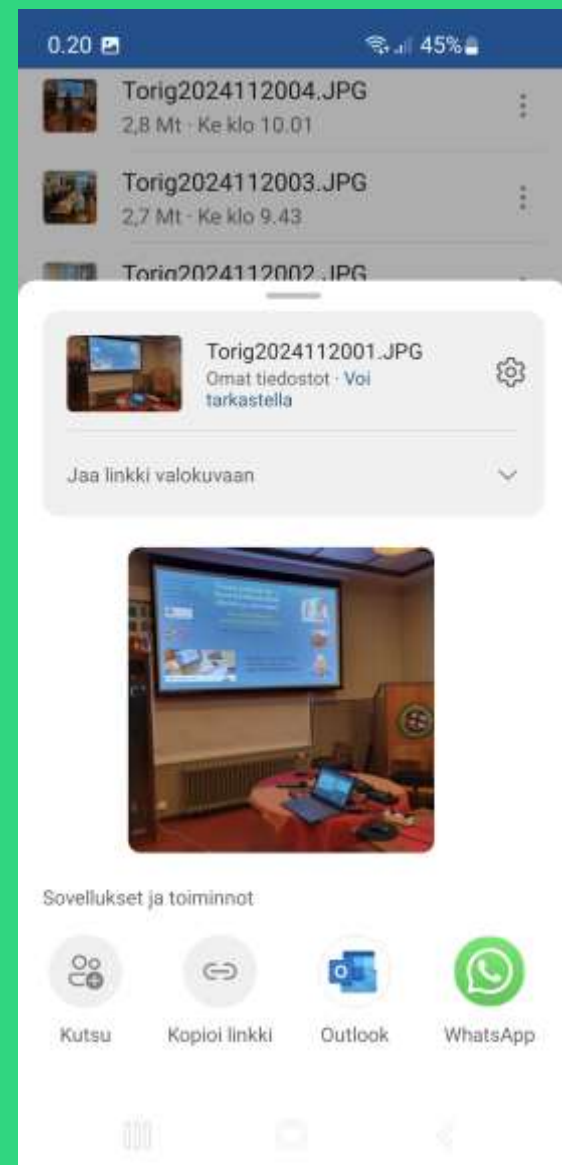 0.20
45%
Torig2024112004.JPG
2,8 Mt · Ke klo 10.01
Torig2024112003.JPG
2,7 Mt · Ke klo 9.43
Torig2024112002.JPG
Torig2024112001.JPG
Omat tiedostot · Voi
tarkastella
Jaa linkki valokuvaan
Sovellukset ja toiminnot
Kutsu
Kopioi linkki
Outlook
WhatsApp